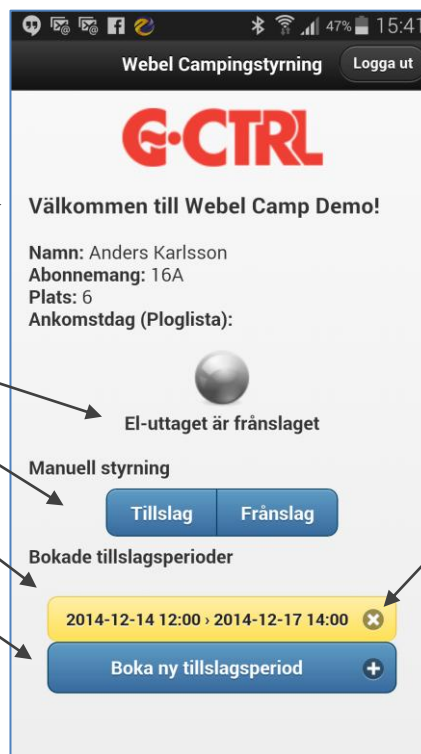 47% 15:41
Webel Campingstyrning Logga ut
G-CTRL
Välkommen till Webel Camp Demo!
Namn: Anders Karlsson
Abonnemang: 16A
Plats: 6
Ankomstdag (Ploglista):
El-uttaget är frånslaget
Manuell styrning
Tillslag Frånslag
Bokade tillslagsperioder
2014-12-14 12:00 › 2014-12-17 14:00
Boka ny tillslagsperiod